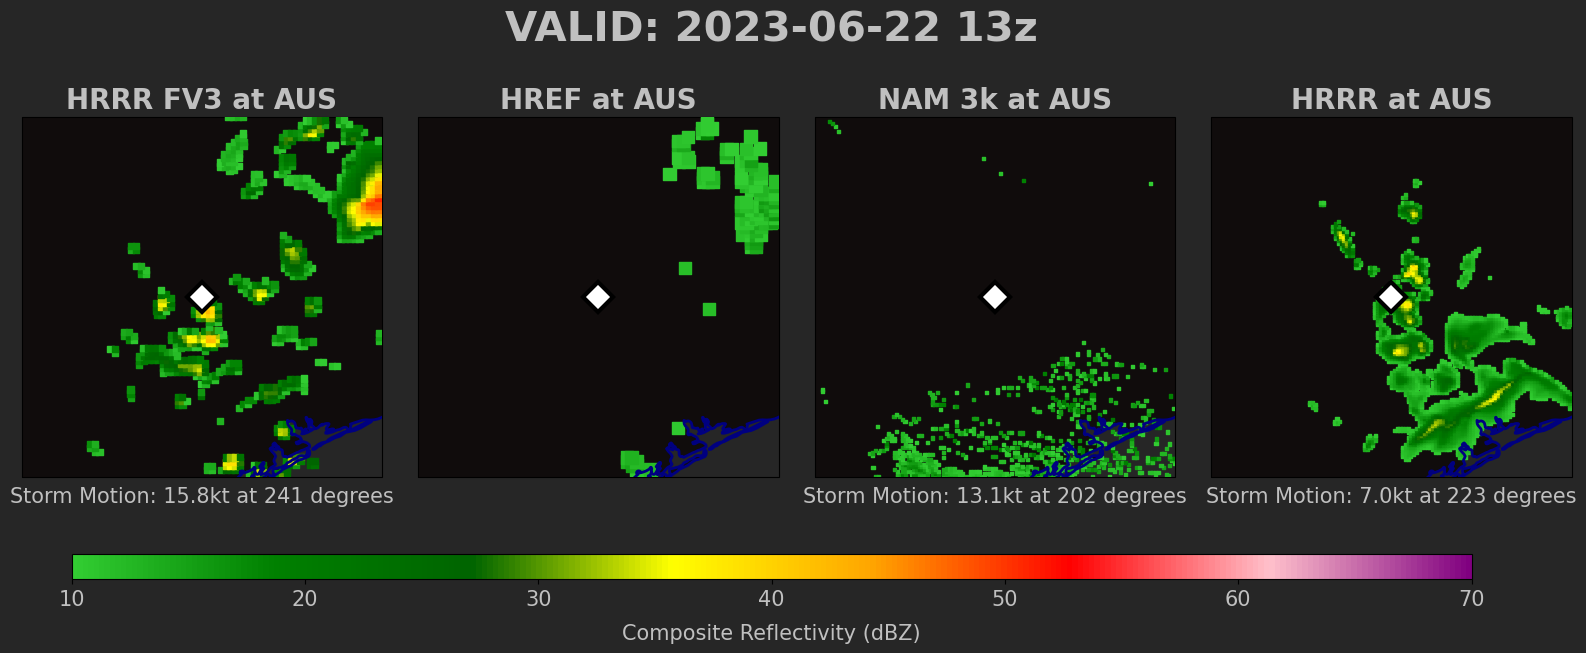 VALID: 2023-06-22 13z
HRRR FV3 at AUS
HREF at AUS
NAM 3k at AUS
HRRR at AUS
Storm Motion: 15.8kt at 241 degrees
Storm Motion: 13.1kt at 202 degrees
Storm Motion: 7.0kt at 223 degrees
10 20 30 40 50 60 70
Composite Reflectivity (dBZ)